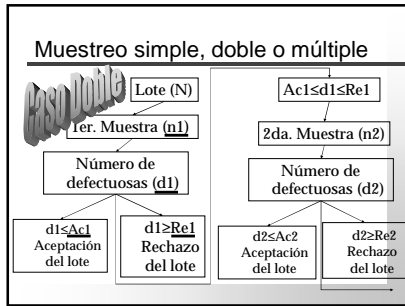 Muestreo simple, doble o múltiple
Caso Doble
Lote (N)
1er. Muestra (n1)
Número de
defectuosas (d1)
d1≤Ac1
Aceptación
del lote
d1≥Re1
Rechazo
del lote
Ac1≤d1≤Re1
2da. Muestra (n2)
Número de
defectuosas (d2)
d2≤Ac2
Aceptación
del lote
d2≥Re2
Rechazo
del lote